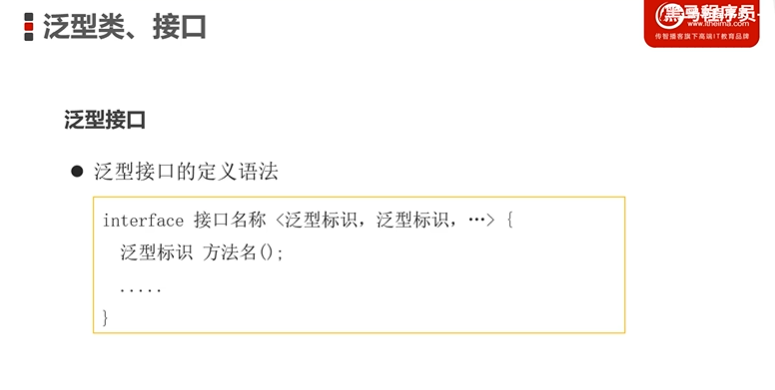 泛型类、接口
黑马程序员
www.itheima.com
传智播客旗下高端IT教育品牌
泛型接口
● 泛型接口的定义语法
interface 接口名称 <泛型标识，泛型标识，…> {
泛型标识 方法名();
.....
}